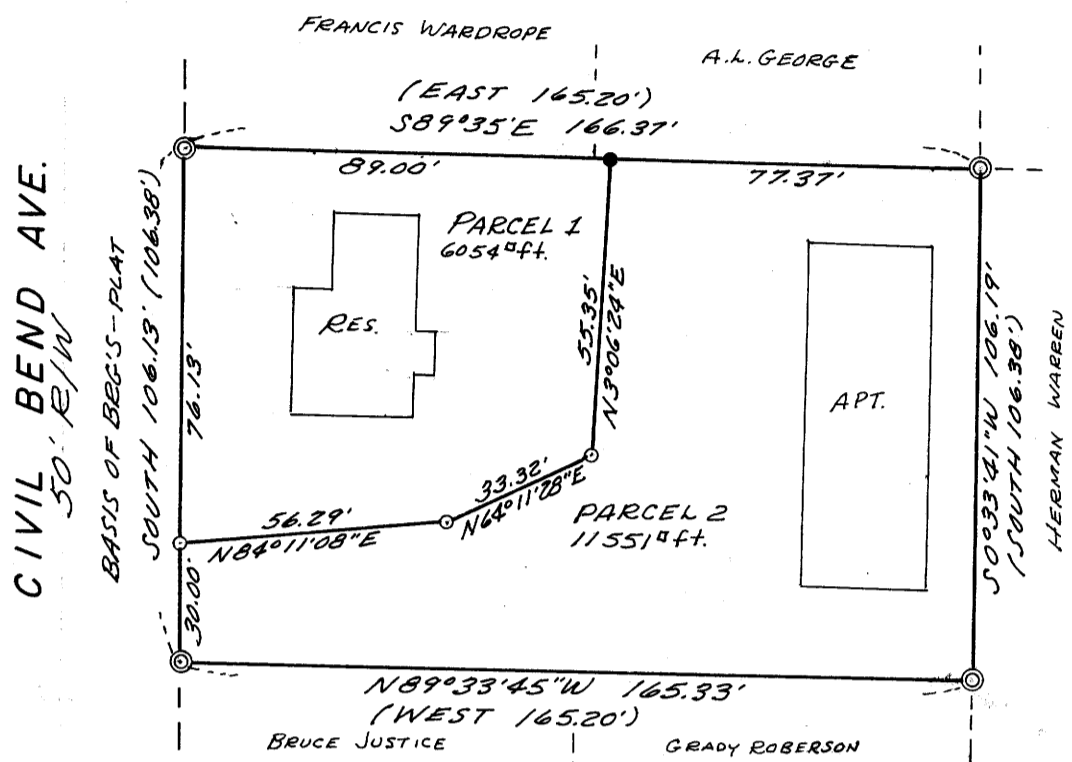 FRANCIS WARDROPE
A.L. GEORGE
(EAST 165.20')
S89°35'E 166.37'
89.00'
77.37'
CIVIL BEND AVE.
50' R/W
BASIS OF BRG'S-PLAT
SOUTH 106.13' (106.38')
76.13'
30.00'
PARCEL 1
6054 □ft.
RES.
55.35'
N3°06'24"E
33.32'
N64°11'28"E
56.29'
N84°11'08"E
PARCEL 2
11551 □ft.
APT.
S0°33'41"W 106.19'
(SOUTH 106.38')
HERMAN WARREN
N89°33'45"W 165.33'
(WEST 165.20')
BRUCE JUSTICE
GRADY ROBERSON